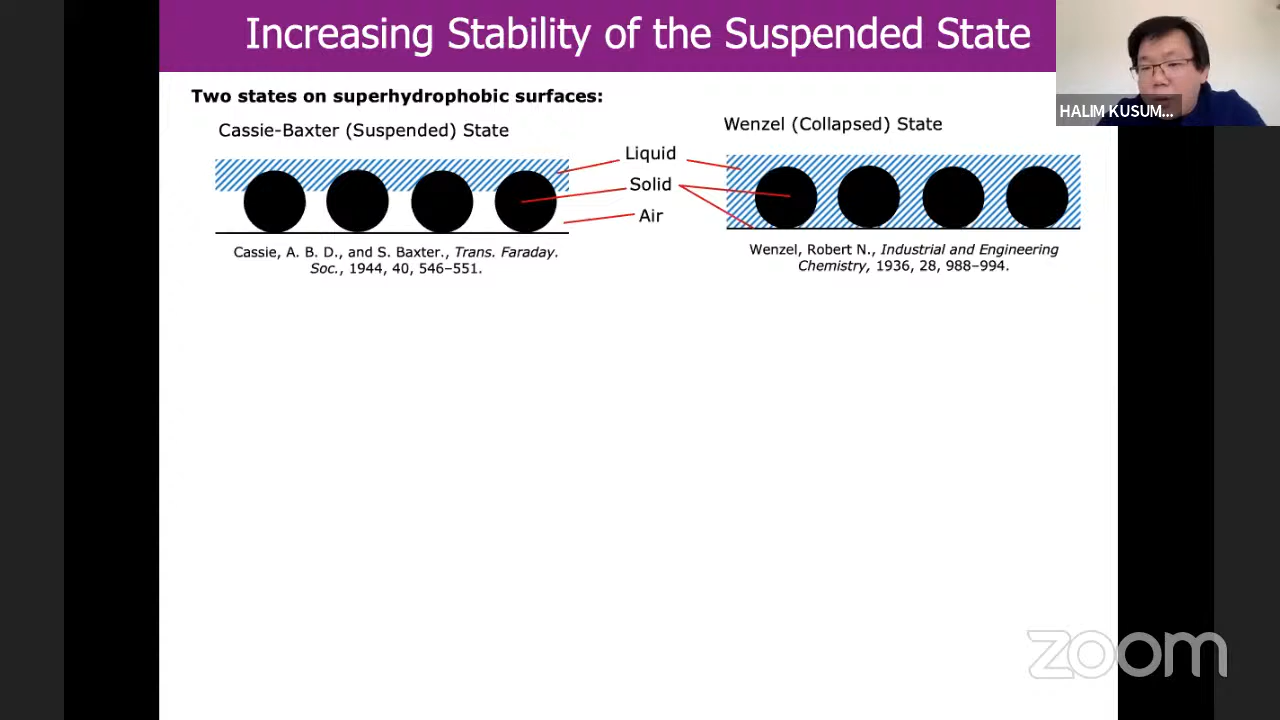 Increasing Stability of the Suspended State
HALIM KUSUM...
Two states on superhydrophobic surfaces:
Cassie-Baxter (Suspended) State
Wenzel (Collapsed) State
Liquid
Solid
Air
Cassie, A. B. D., and S. Baxter., Trans. Faraday.
Soc., 1944, 40, 546–551.
Wenzel, Robert N., Industrial and Engineering
Chemistry, 1936, 28, 988–994.
zoom